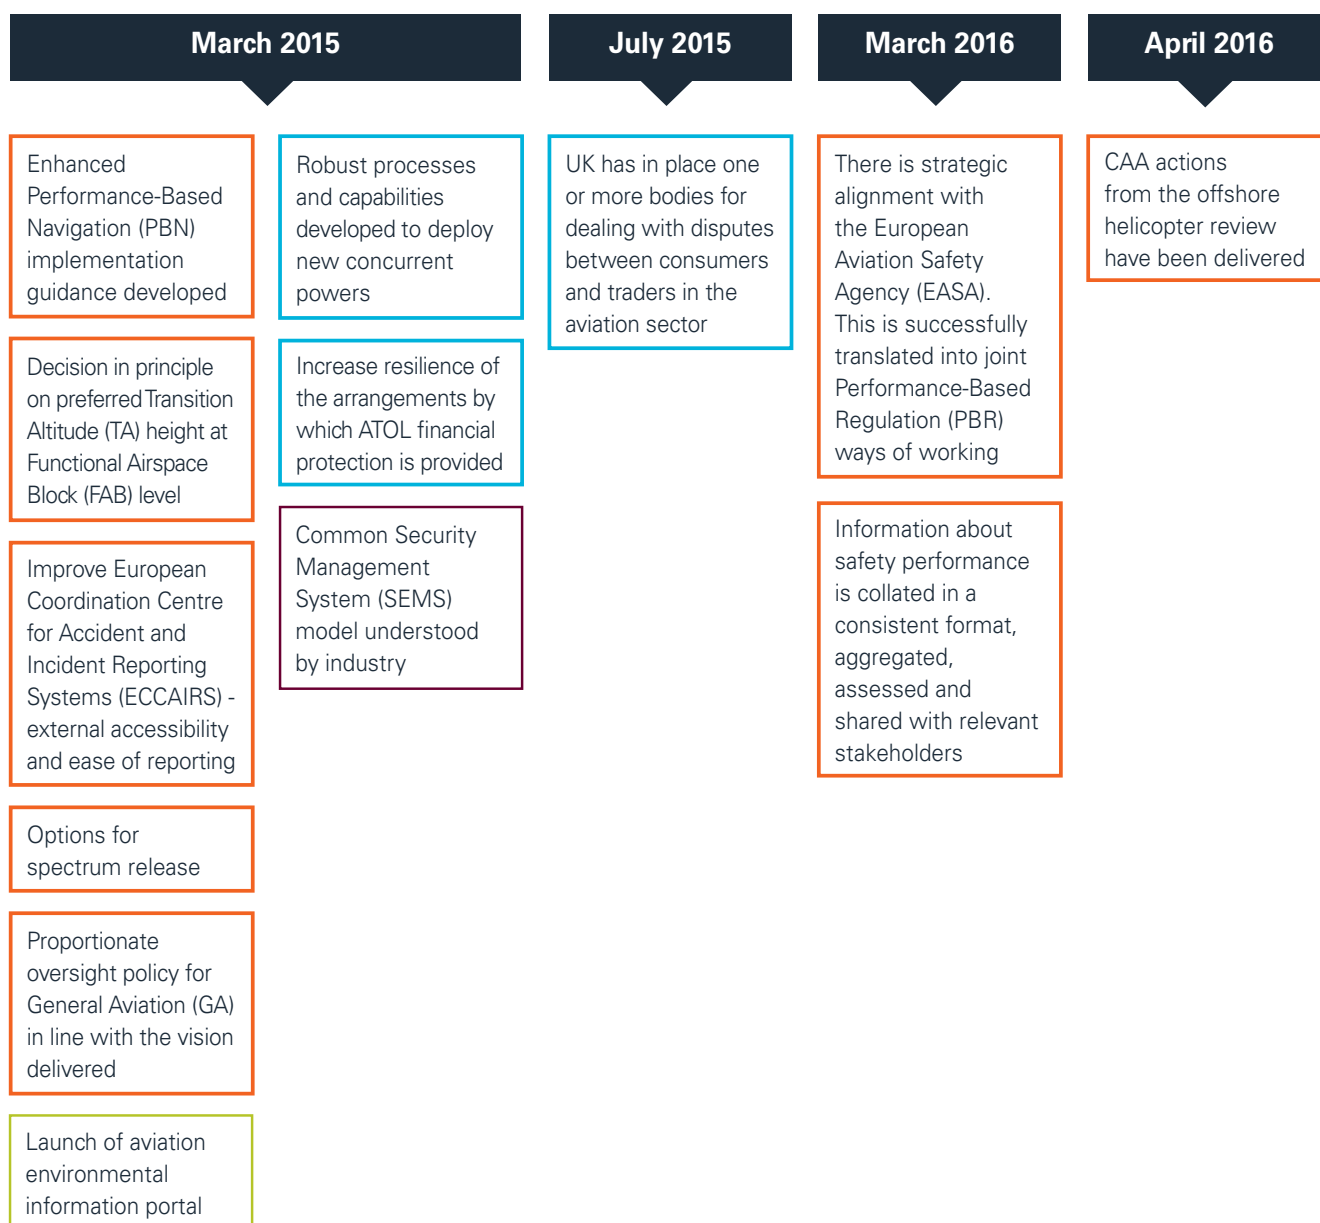 March 2015
Enhanced
Performance-Based
Navigation (PBN)
implementation
guidance developed
Decision in principle
on preferred Transition
Altitude (TA) height at
Functional Airspace
Block (FAB) level
Improve European
Coordination Centre
for Accident and
Incident Reporting
Systems (ECCAIRS) -
external accessibility
and ease of reporting
Options for
spectrum release
Proportionate
oversight policy for
General Aviation (GA)
in line with the vision
delivered
Launch of aviation
environmental
information portal
Robust processes
and capabilities
developed to deploy
new concurrent
powers
Increase resilience of
the arrangements by
which ATOL financial
protection is provided
Common Security
Management
System (SEMS)
model understood
by industry
July 2015
UK has in place one
or more bodies for
dealing with disputes
between consumers
and traders in the
aviation sector
March 2016
There is strategic
alignment with
the European
Aviation Safety
Agency (EASA).
This is successfully
translated into joint
Performance-Based
Regulation (PBR)
ways of working
Information about
safety performance
is collated in a
consistent format,
aggregated,
assessed and
shared with relevant
stakeholders
April 2016
CAA actions
from the offshore
helicopter review
have been delivered